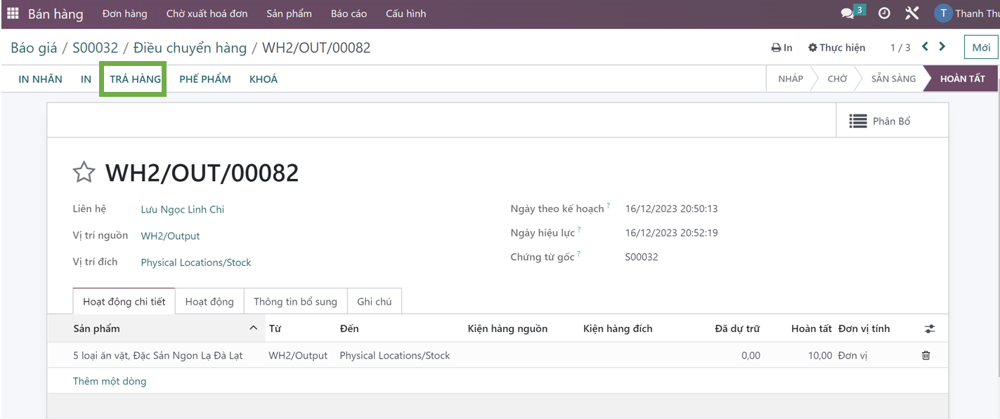 Bán hàng Đơn hàng Chờ xuất hoá đơn Sản phẩm Báo cáo Cấu hình 3 T Thanh Thu
Báo giá / S00032 / Điều chuyển hàng / WH2/OUT/00082 In Thực hiện 1 / 3 Mới
IN NHÃN IN TRẢ HÀNG PHẾ PHẨM KHOÁ NHÁP CHỜ SẴN SÀNG HOÀN TẤT
Phân Bổ
WH2/OUT/00082
Liên hệ Lưu Ngọc Linh Chi Ngày theo kế hoạch ? 16/12/2023 20:50:13
Vị trí nguồn WH2/Output Ngày hiệu lực ? 16/12/2023 20:52:19
Vị trí đích Physical Locations/Stock Chứng từ gốc ? S00032
Hoạt động chi tiết Hoạt động Thông tin bổ sung Ghi chú
Sản phẩm Từ Đến Kiện hàng nguồn Kiện hàng đích Đã dự trữ Hoàn tất Đơn vị tính
5 loại ăn vặt, Đặc Sản Ngon Lạ Đà Lạt WH2/Output Physical Locations/Stock 0,00 10,00 Đơn vị
Thêm một dòng